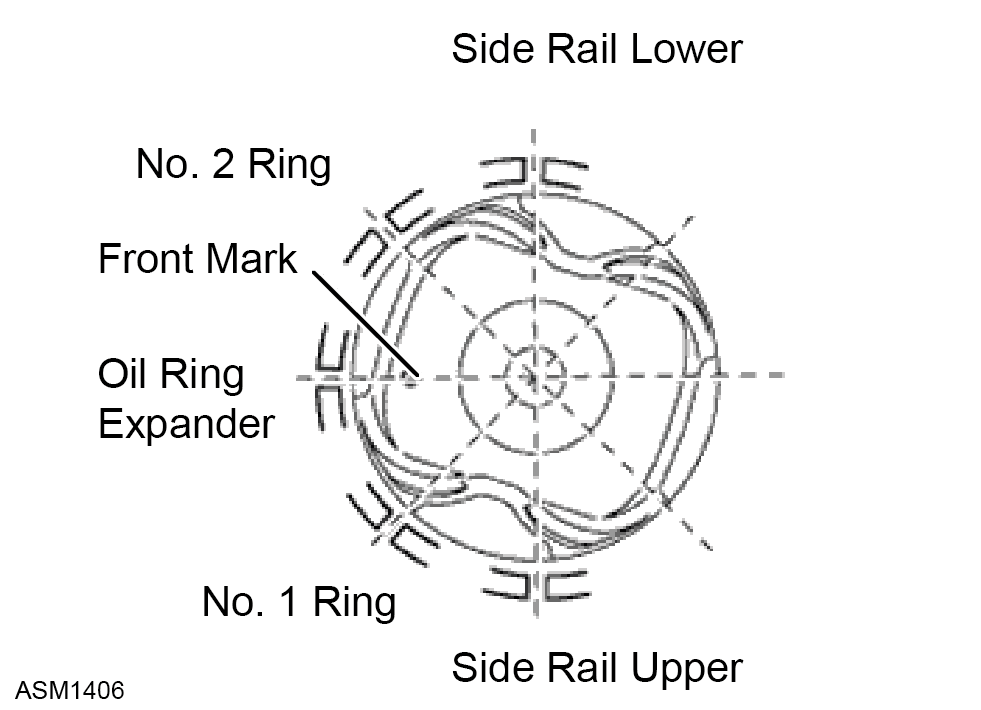 Side Rail Lower
No. 2 Ring
Front Mark
Oil Ring
Expander
No. 1 Ring
Side Rail Upper
ASM1406